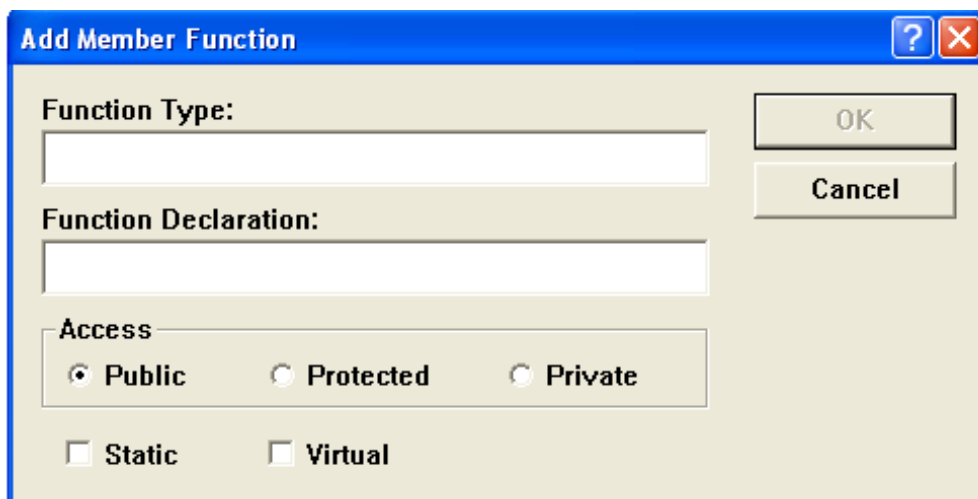 Add Member Function
?
Function Type:
OK
Cancel
Function Declaration:
Access
Public Protected Private
Static Virtual